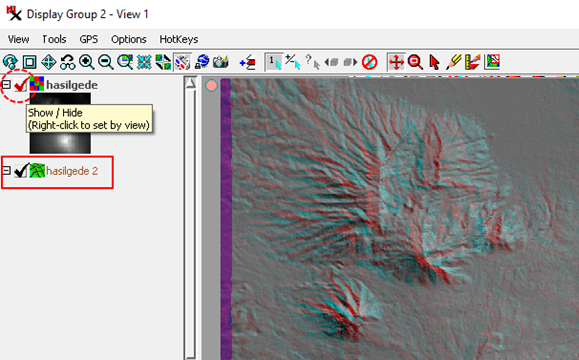 Display Group 2 - View 1
View Tools GPS Options HotKeys
hasilgede
Show / Hide
(Right-click to set by view)
hasilgede 2